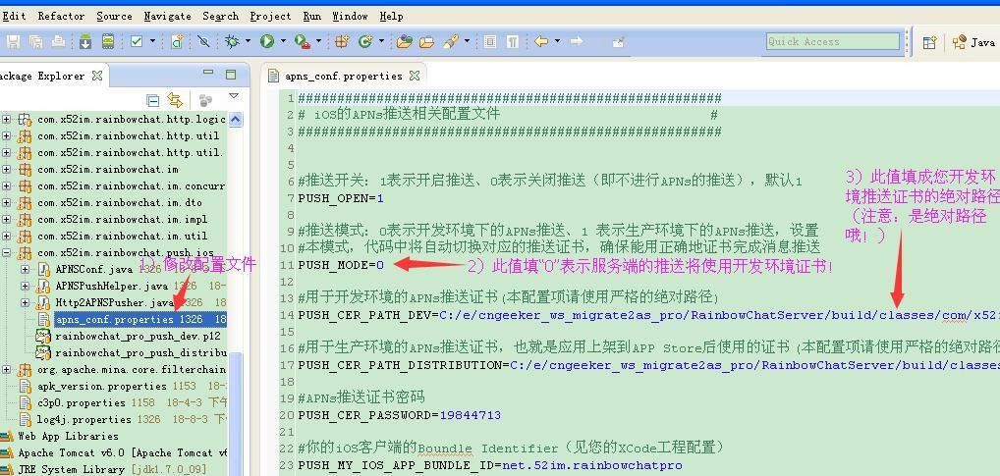 Edit Refactor Source Navigate Search Project Run Window Help
Quick Access
Java
ackage Explorer
apns_conf.properties
com.x52im.rainbowchat.http.logic
com.x52im.rainbowchat.http.util
com.x52im.rainbowchat.http.util.
com.x52im.rainbowchat.im
com.x52im.rainbowchat.im.concurr
com.x52im.rainbowchat.im.dto
com.x52im.rainbowchat.im.impl
com.x52im.rainbowchat.im.util
com.x52im.rainbowchat.push.ios
APNSConf.java 1326 18-8-3
1）修改配置文件
APNSPushHelper.java 1326 18-
Http2APNSPusher.java 1326
apns_conf.properties 1326 18
rainbowchat_pro_push_dev.p12
rainbowchat_pro_push_distribu
org.apache.mina.core.filterchain
apk_version.properties 1153 18-
c3p0.properties 1158 18-4-3 下午
log4j.properties 1326 18-8-3 下
Web App Libraries
Apache Tomcat v6.0 [Apache Tomcat v6
JRE System Library [jdk1.7.0_09]
1 ######################################################
2 # iOS的APNs推送相关配置文件 #
3 ######################################################
4
5
6 #推送开关：1表示开启推送、0表示关闭推送（即不进行APNs的推送），默认1
7 PUSH_OPEN=1
8
9 #推送模式：0表示开发环境下的APNs推送、1 表示生产环境下的APNs推送，设置
10 #本模式，代码中将自动切换对应的推送证书，确保能用正确地证书完成消息推送
11 PUSH_MODE=0
2）此值填“0”表示服务端的推送将使用开发环境证书！
3）此值填成您开发环
境推送证书的绝对路径
（注意：是绝对路径
哦！）
12
13 #用于开发环境的APNs推送证书(本配置项请使用严格的绝对路径)
14 PUSH_CER_PATH_DEV=C:/e/cngeeker_ws_migrate2as_pro/RainbowChatServer/build/classes/com/x52i
15
16 #用于生产环境的APNs推送证书，也就是应用上架到APP Store后使用的证书（本配置项请使用严格的绝对路径
17 PUSH_CER_PATH_DISTRIBUTION=C:/e/cngeeker_ws_migrate2as_pro/RainbowChatServer/build/classes
18
19 #APNs推送证书密码
20 PUSH_CER_PASSWORD=19844713
21
22 #你的iOS客户端的Boundle Identifier（见您的XCode工程配置）
23 PUSH_MY_IOS_APP_BUNDLE_ID=net.52im.rainbowchatpro